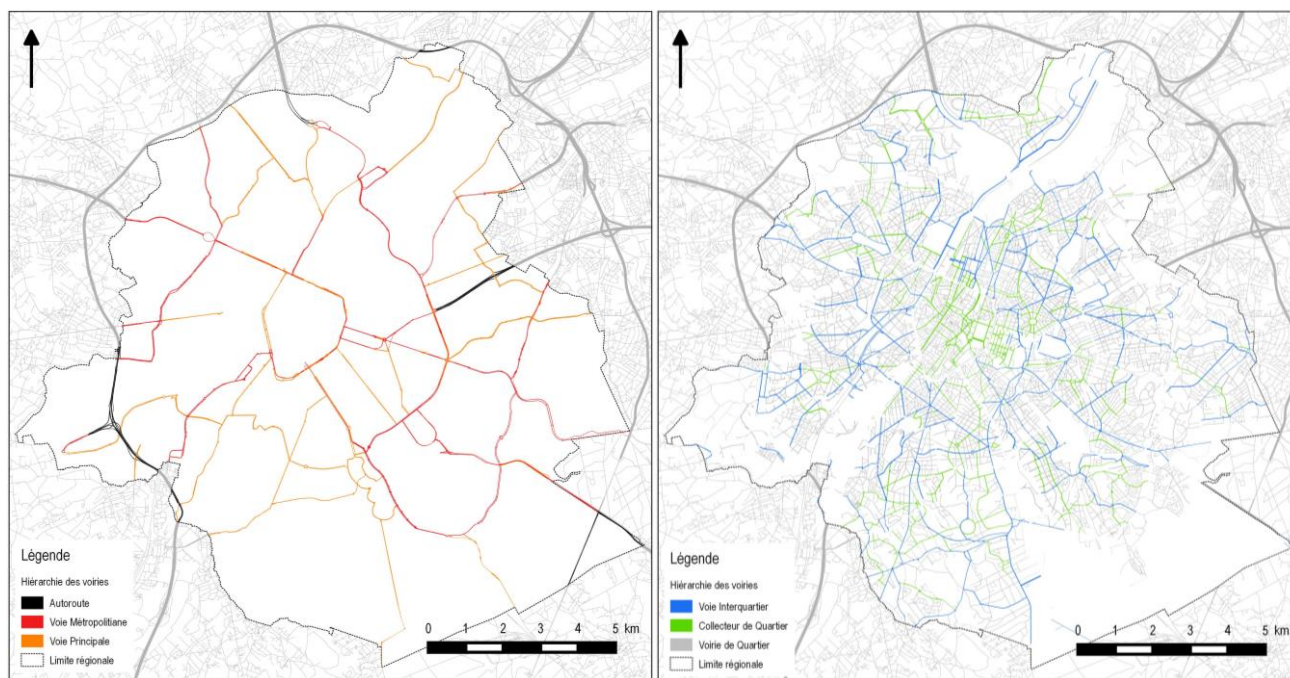 Légende
Hiérarchie des voiries
Autoroute
Voie Métropolitiane
Voie Principale
Limite régionale
0 1 2 3 4 5 km
Légende
Hiérarchie des voiries
Voie Interquartier
Collecteur de Quartier
Voirie de Quartier
Limite régionale
0 1 2 3 4 5 km